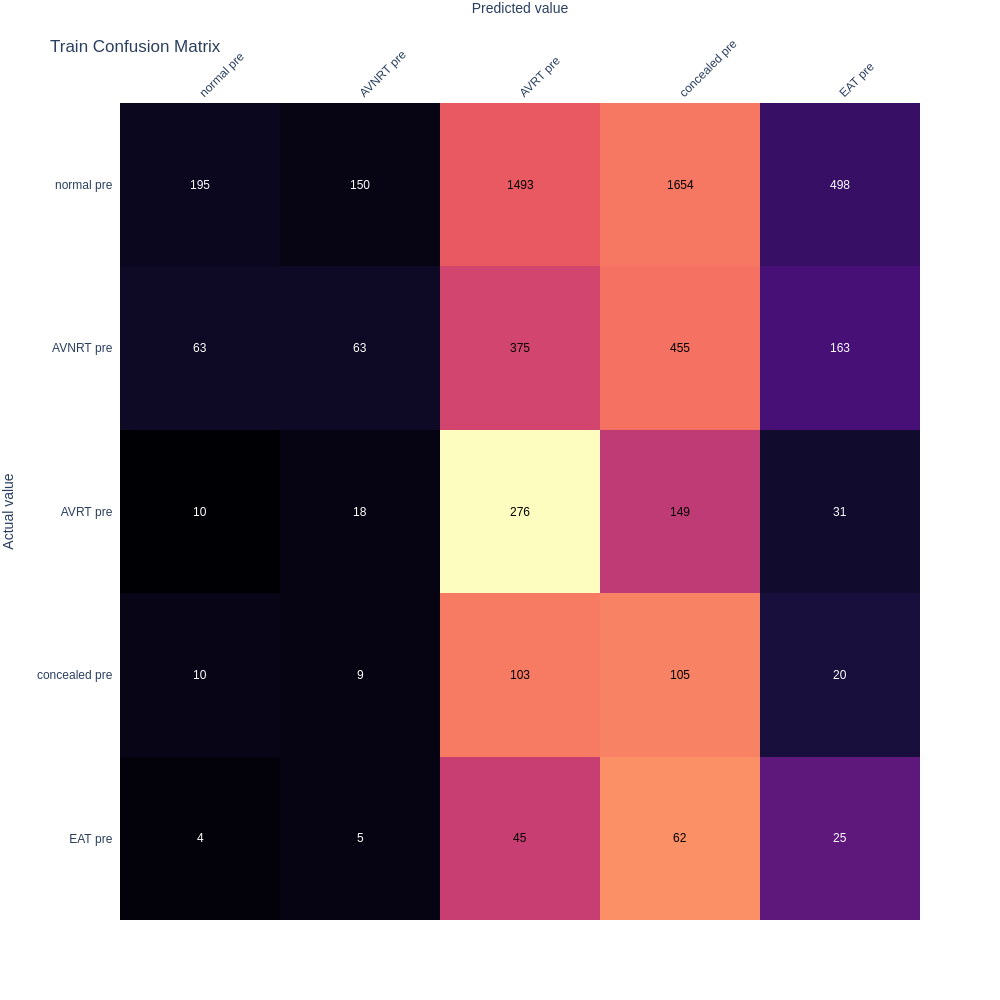 Predicted value
Train Confusion Matrix
normal pre
AVNRT pre
AVRT pre
concealed pre
EAT pre
normal pre 195 150 1493 1654 498
AVNRT pre 63 63 375 455 163
Actual value
AVRT pre 10 18 276 149 31
concealed pre 10 9 103 105 20
EAT pre 4 5 45 62 25